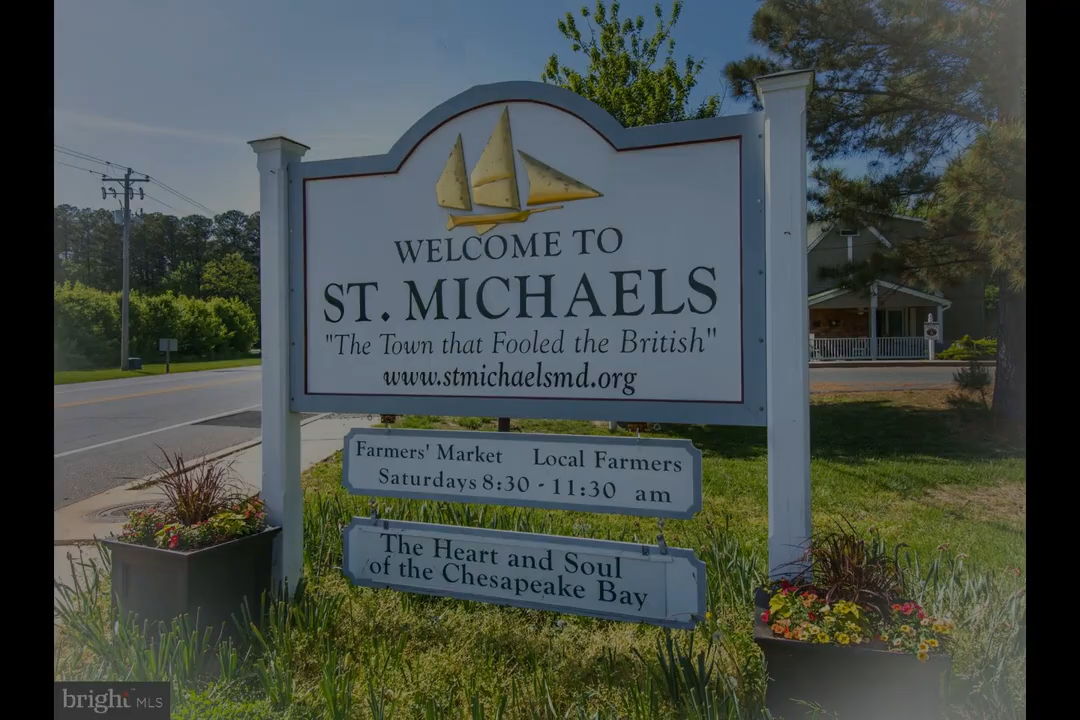 WELCOME TO
ST. MICHAELS
"The Town that Fooled the British"
www.stmichaelsmd.org
Farmers' Market Local Farmers
Saturdays 8:30 - 11:30 am
The Heart and Soul
of the Chesapeake Bay
bright MLS